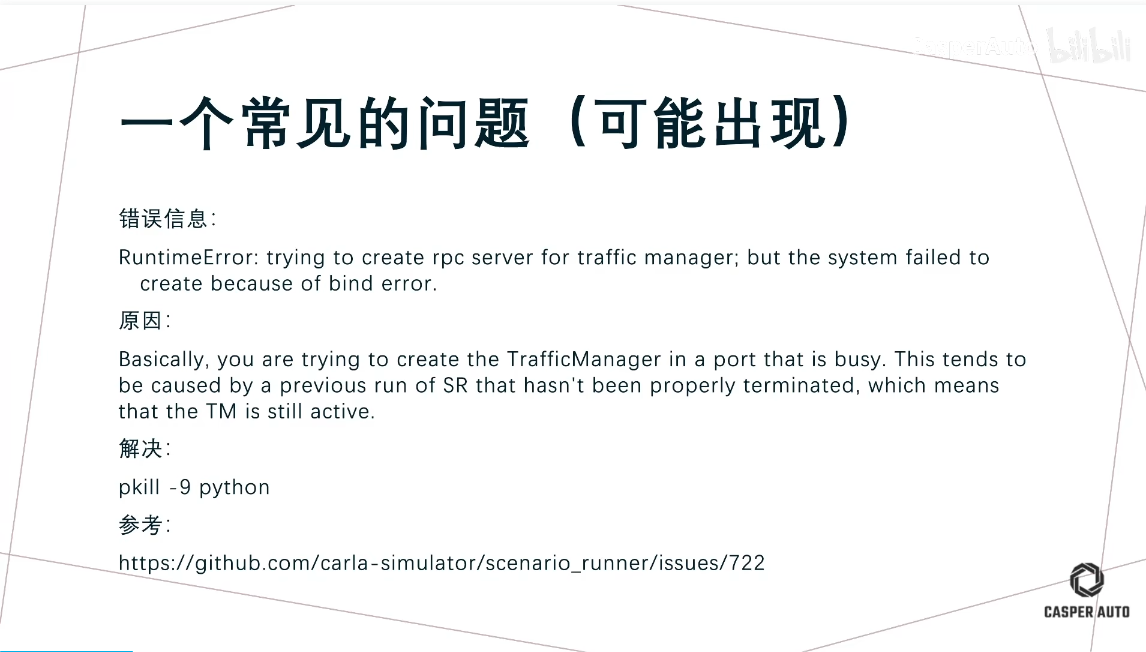 一个常见的问题（可能出现）
错误信息：
RuntimeError: trying to create rpc server for traffic manager; but the system failed to
create because of bind error.
原因：
Basically, you are trying to create the TrafficManager in a port that is busy. This tends to
be caused by a previous run of SR that hasn't been properly terminated, which means
that the TM is still active.
解决：
pkill -9 python
参考：
https://github.com/carla-simulator/scenario_runner/issues/722
CASPER AUTO
bilibili